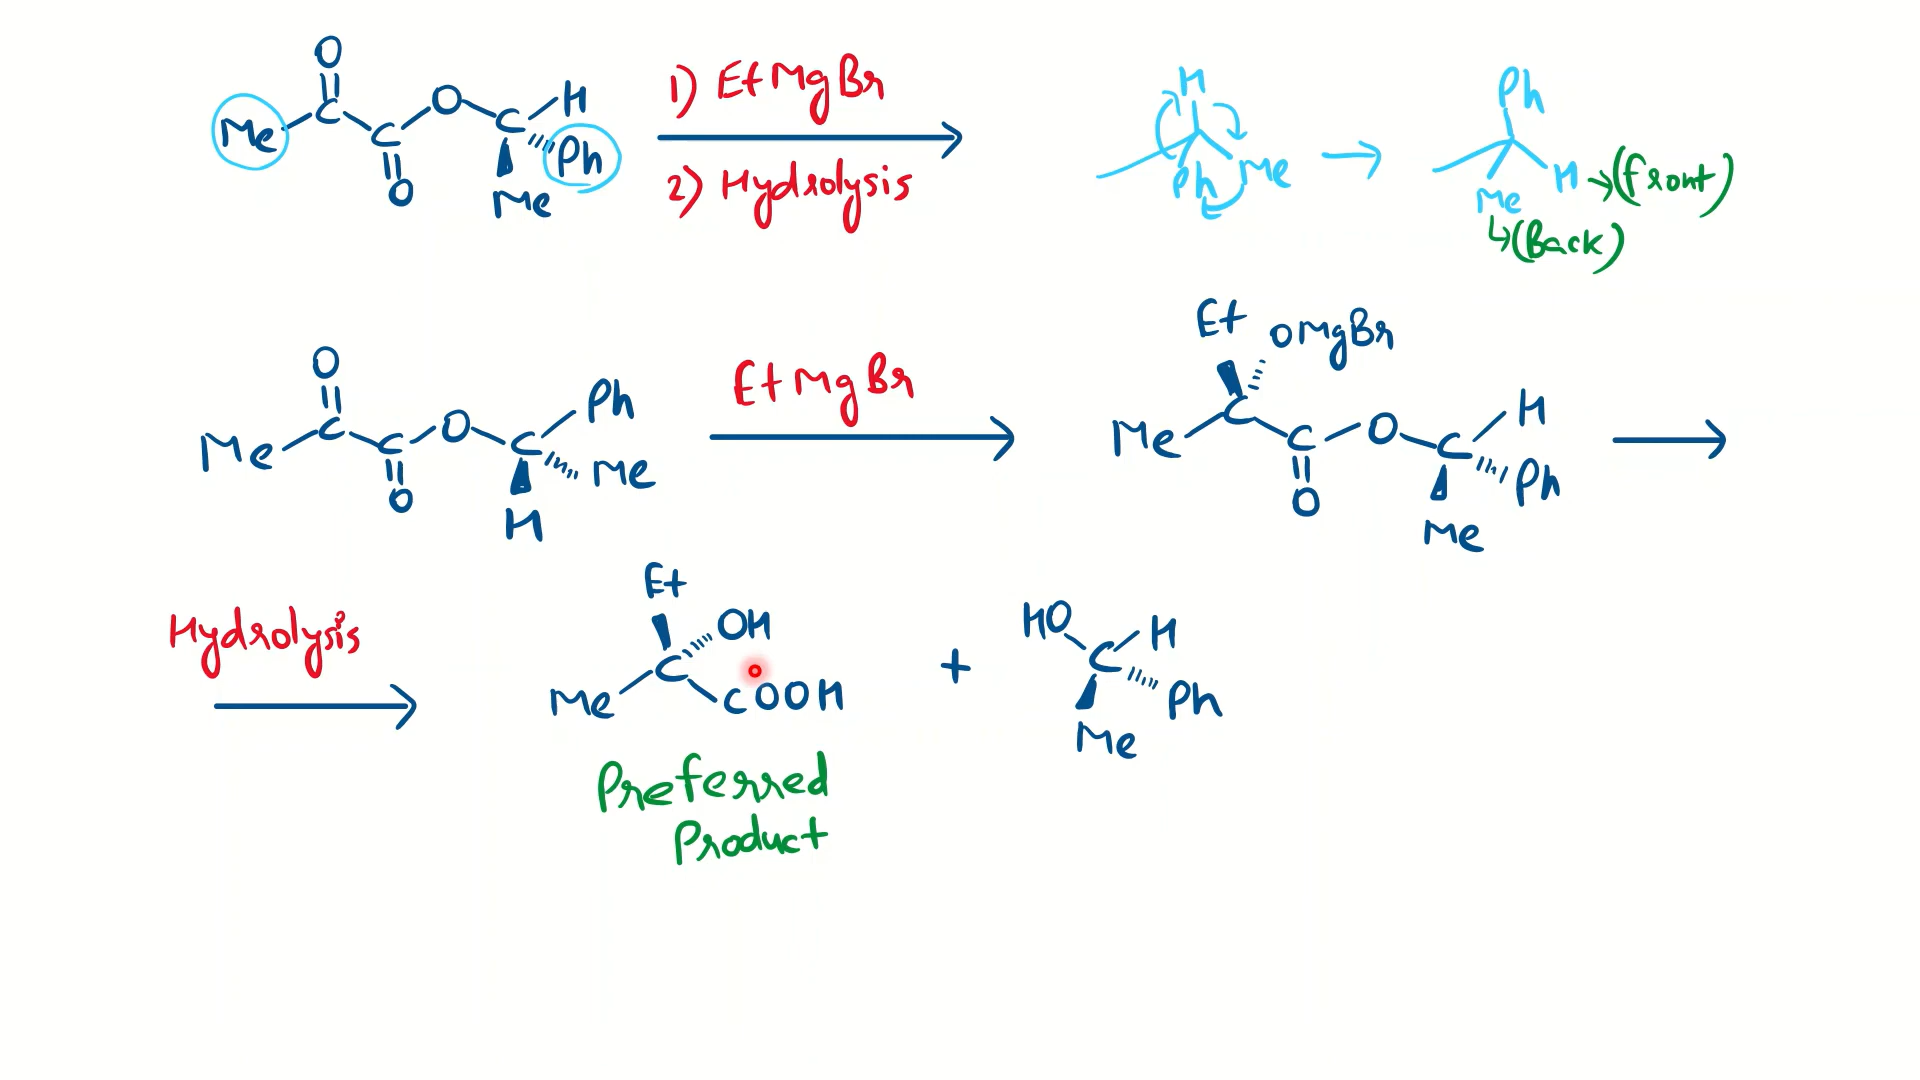 O
Me C C O C H
O Me Ph
1) EtMgBr
2) Hydrolysis
H
Ph Me
Ph
Me H (front)
(Back)
O
Me C C O C Ph
O H Me
EtMgBr
Et OMgBr
Me C C O C H
O Me Ph
Hydrolysis
Et
OH
Me C COOH
+
HO C H
Me Ph
Preferred
Product